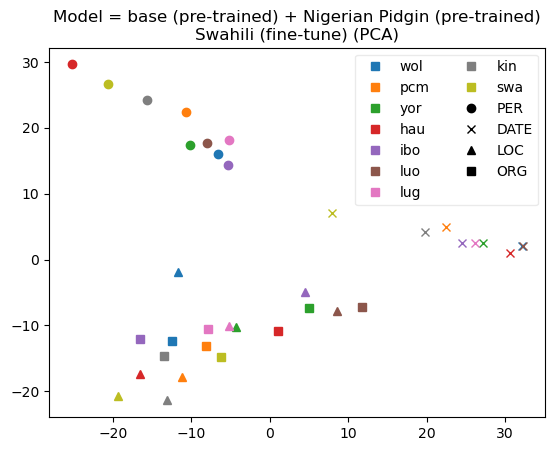 Model = base (pre-trained) + Nigerian Pidgin (pre-trained)
Swahili (fine-tune) (PCA)
wol kin
pcm swa
yor PER
hau DATE
ibo LOC
luo ORG
lug
30
20
10
0
−10
−20
−20 −10 0 10 20 30